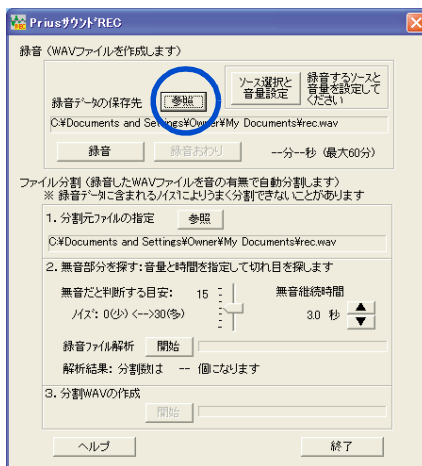 PriusサウンドREC
録音 (WAVファイルを作成します)
録音データの保存先 参照 ソース選択と音量設定 録音するソースと音量を設定してください
C:¥Documents and Settings¥Owner¥My Documents¥rec.wav
録音 録音おわり --分--秒 (最大60分)
ファイル分割 (録音したWAVファイルを音の有無で自動分割します)
※ 録音データに含まれるノイズによりうまく分割できないことがあります
1. 分割元ファイルの指定 参照
C:¥Documents and Settings¥Owner¥My Documents¥rec.wav
2. 無音部分を探す:音量と時間を指定して切れ目を探します
無音だと判断する目安: 15 無音継続時間
ノイズ: 0(少) <-->30(多) 3.0 秒
録音ファイル解析 開始
解析結果: 分割数は -- 個になります
3. 分割WAVの作成
開始
ヘルプ 終了